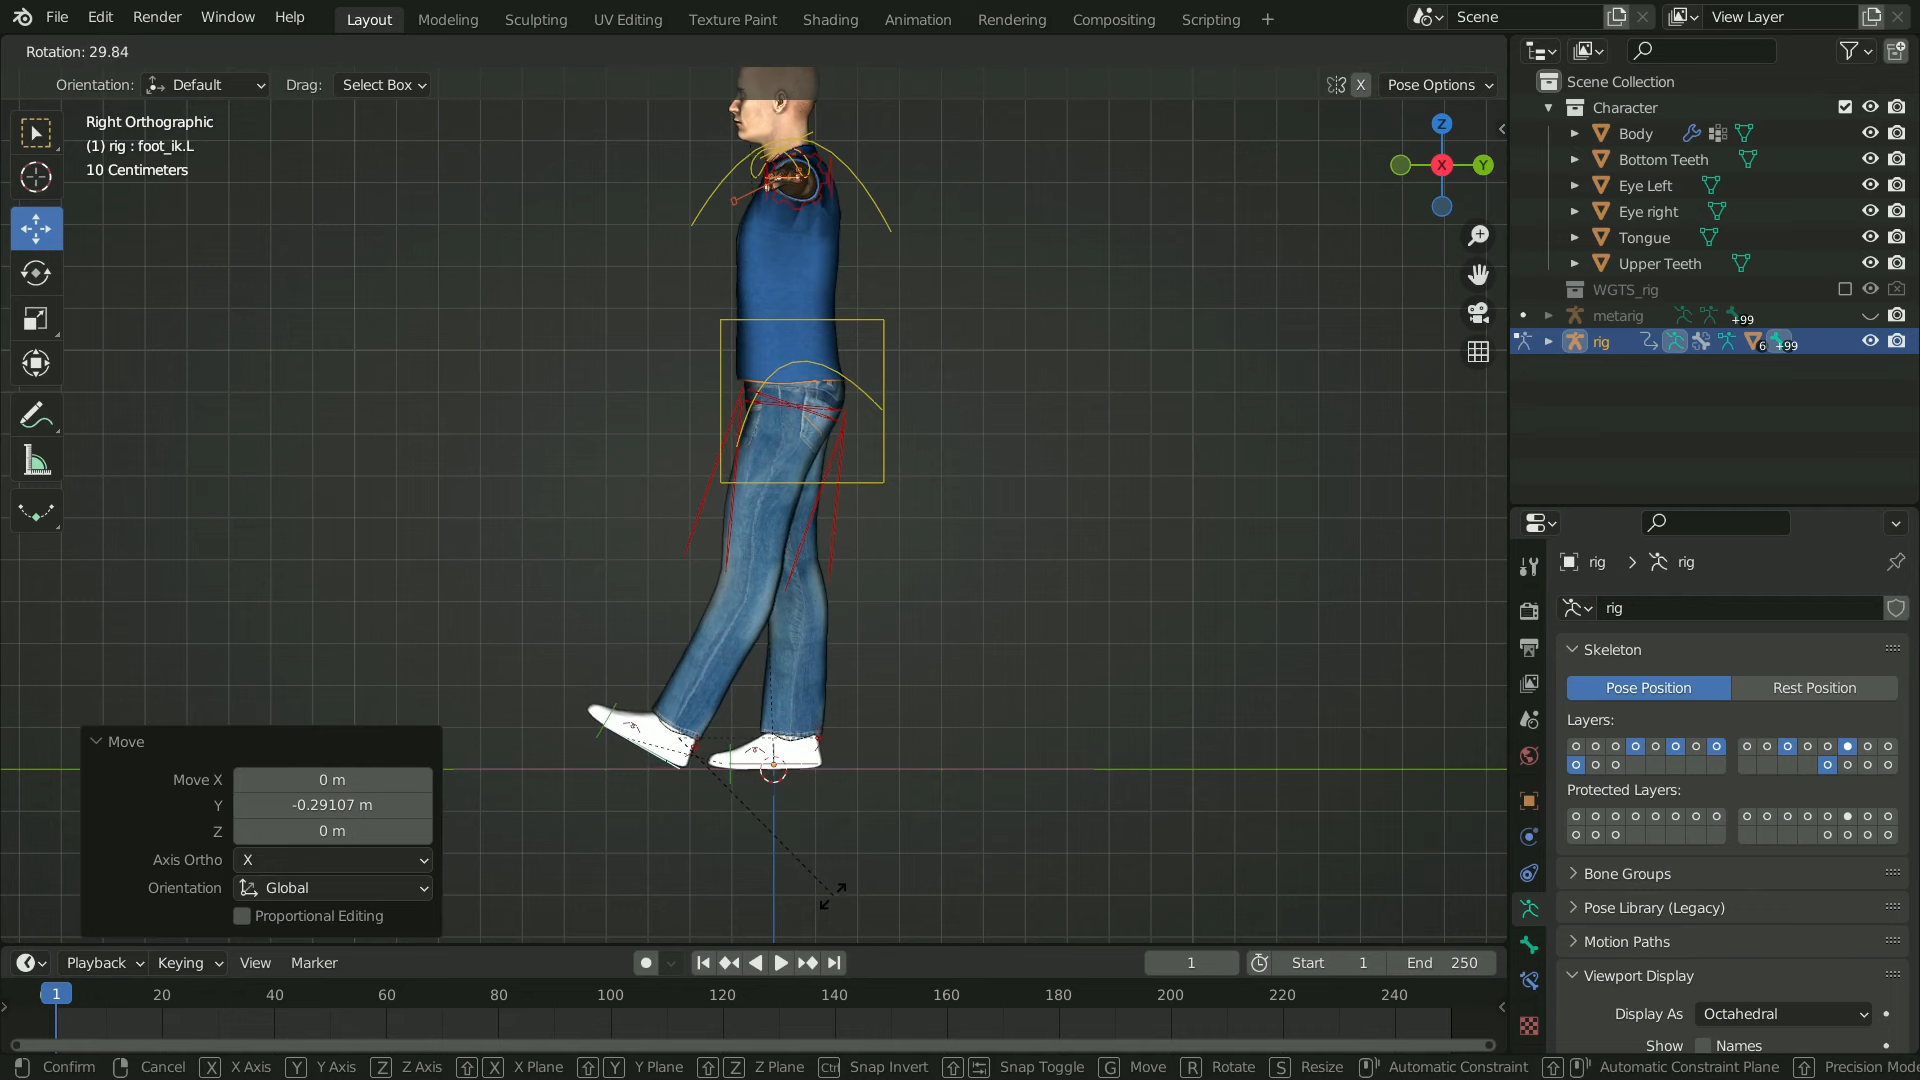 File Edit Render Window Help Layout Modeling Sculpting UV Editing Texture Paint Shading Animation Rendering Compositing Scripting + Scene View Layer
Rotation: 29.84
Orientation: Default Drag: Select Box X Pose Options
Right Orthographic
(1) rig : foot_ik.L
10 Centimeters
Z
X
Y
Scene Collection
Character
Body
Bottom Teeth
Eye Left
Eye right
Tongue
Upper Teeth
WGTS_rig
metarig +99
rig 6 +99
rig > rig
rig
Skeleton
Pose Position Rest Position
Layers:
Protected Layers:
Bone Groups
Pose Library (Legacy)
Motion Paths
Viewport Display
Display As Octahedral
Show Names
Move
Move X 0 m
Y -0.29107 m
Z 0 m
Axis Ortho X
Orientation Global
Proportional Editing
Playback Keying View Marker 1 Start 1 End 250
1 20 40 60 80 100 120 140 160 180 200 220 240
Confirm Cancel X X Axis Y Y Axis Z Z Axis X X Plane Y Y Plane Z Z Plane Ctrl Snap Invert Snap Toggle G Move R Rotate S Resize Automatic Constraint Automatic Constraint Plane Precision Mode